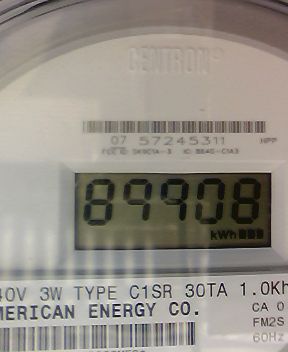 CENTRON®
07 57245311 HPP
89908
kWh
40V 3W TYPE C1SR 30TA 1.0Kh
MERICAN ENERGY CO.
CA 0
FM2S
60Hz